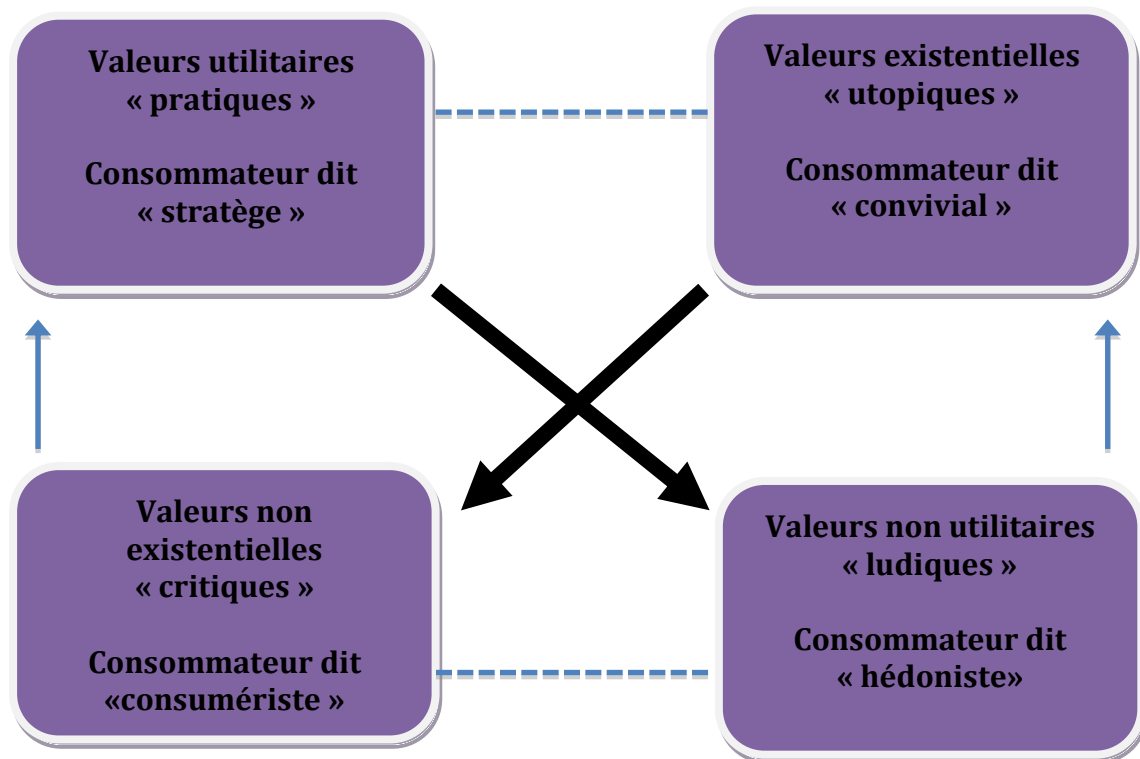 Valeurs utilitaires
« pratiques »
Consommateur dit
« stratège »
Valeurs existentielles
« utopiques »
Consommateur dit
« convivial »
Valeurs non
existentielles
« critiques »
Consommateur dit
«consumériste »
Valeurs non utilitaires
« ludiques »
Consommateur dit
« hédoniste»